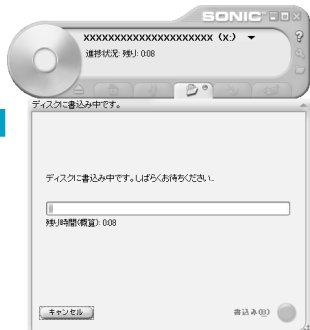 SONIC
XXXXXXXXXXXXXXXXXXXXXXX (X:)
進捗状況: 残り: 0:08
ディスクに書込み中です。
ディスクに書込み中です。しばらくお待ちください...
残り時間(概算): 0:08
キャンセル
書込み(D)